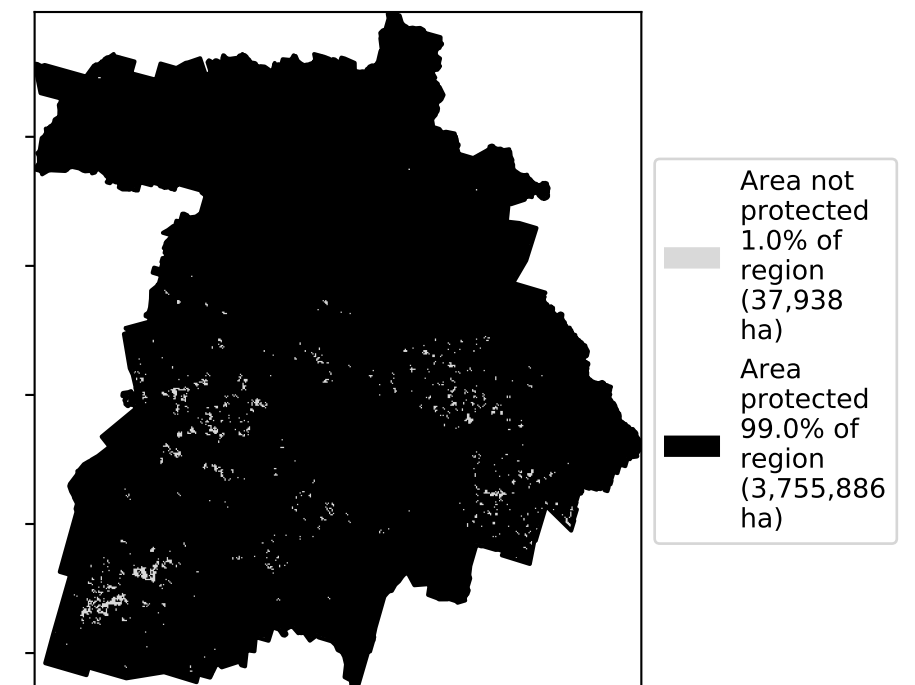 Area not
protected
1.0% of
region
(37,938
ha)
Area
protected
99.0% of
region
(3,755,886
ha)